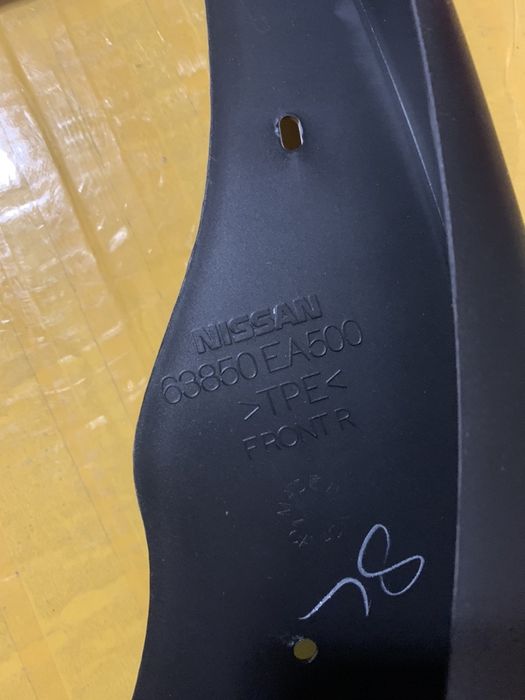 NISSAN
63850 EA500
>TPE<
FRONT R